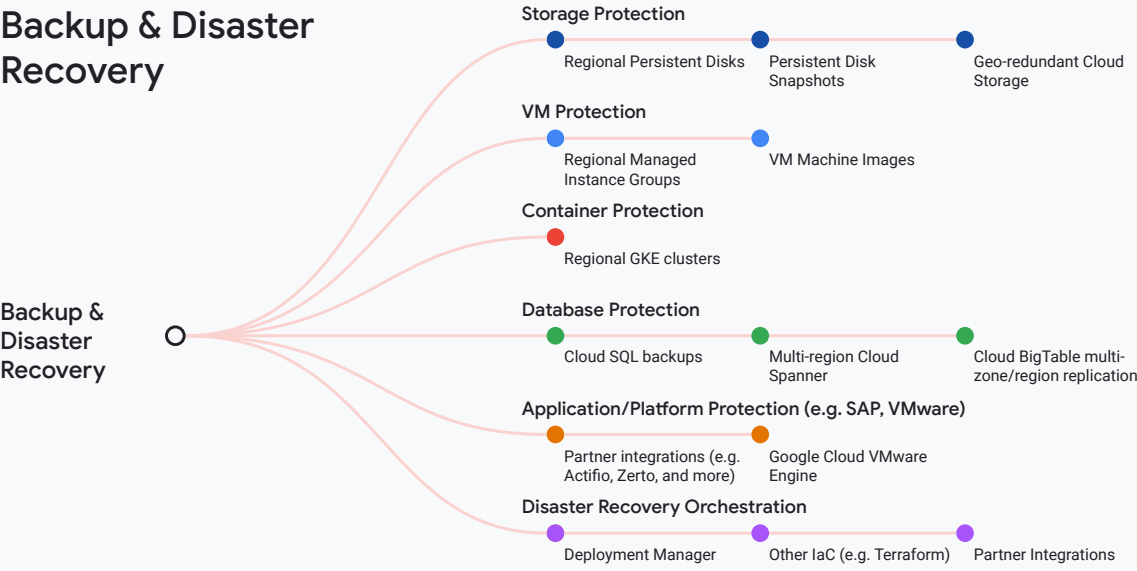 Backup & Disaster
Recovery
Backup &
Disaster
Recovery
Storage Protection
Regional Persistent Disks
Persistent Disk
Snapshots
Geo-redundant Cloud
Storage
VM Protection
Regional Managed
Instance Groups
VM Machine Images
Container Protection
Regional GKE clusters
Database Protection
Cloud SQL backups
Multi-region Cloud
Spanner
Cloud BigTable multi-
zone/region replication
Application/Platform Protection (e.g. SAP, VMware)
Partner integrations (e.g.
Actifio, Zerto, and more)
Google Cloud VMware
Engine
Disaster Recovery Orchestration
Deployment Manager
Other IaC (e.g. Terraform)
Partner Integrations